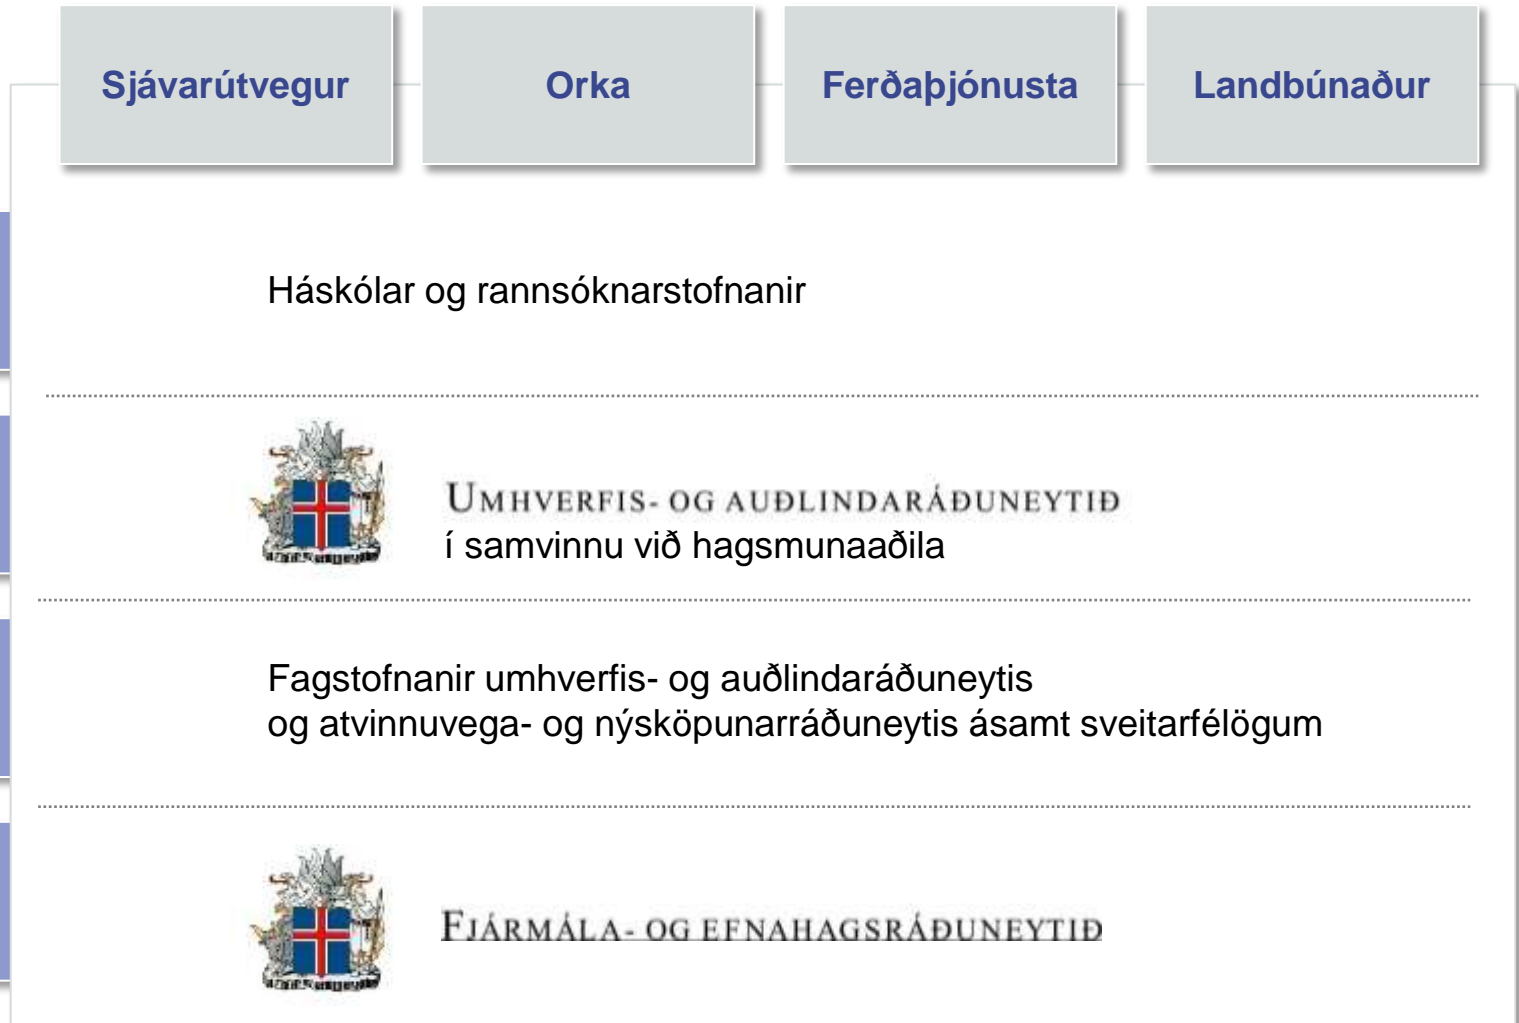 Sjávarútvegur
Orka
Ferðaþjónusta
Landbúnaður
Háskólar og rannsóknarstofnanir
UMHVERFIS- OG AUÐLINDARÁÐUNEYTIÐ
í samvinnu við hagsmunaaðila
Fagstofnanir umhverfis- og auðlindaráðuneytis
og atvinnuvega- og nýsköpunarráðuneytis ásamt sveitarfélögum
FJÁRMÁLA- OG EFNAHAGSRÁÐUNEYTIÐ